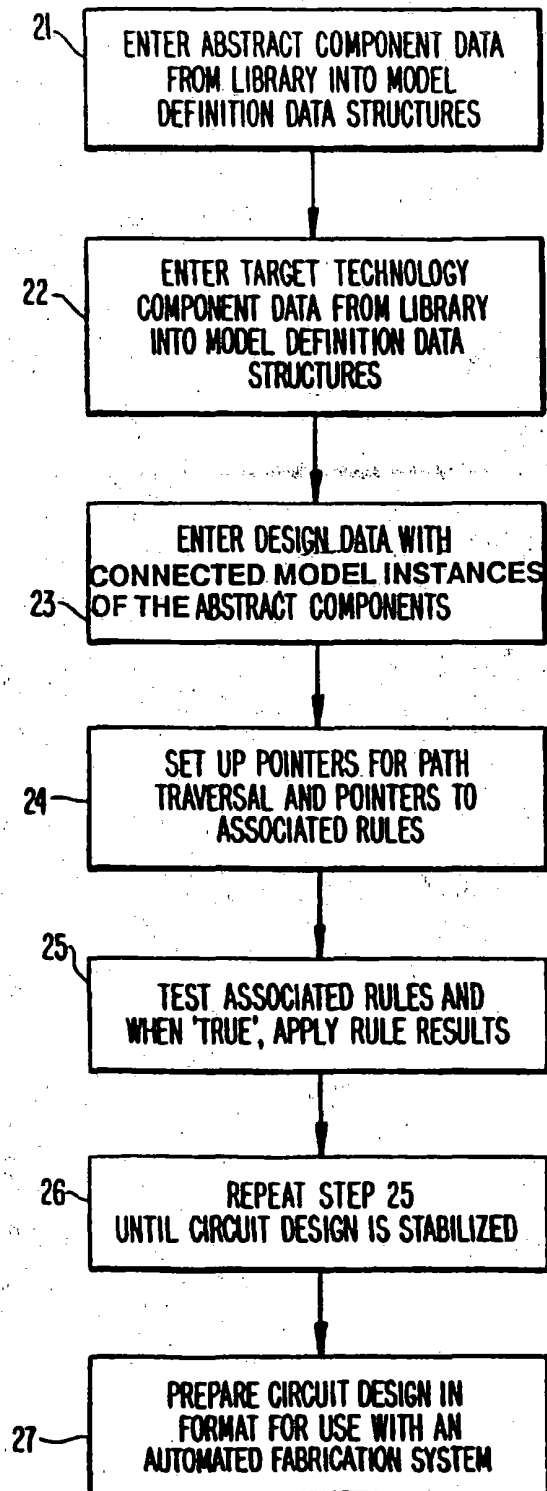 21
ENTER ABSTRACT COMPONENT DATA
FROM LIBRARY INTO MODEL
DEFINITION DATA STRUCTURES
22
ENTER TARGET TECHNOLOGY
COMPONENT DATA FROM LIBRARY
INTO MODEL DEFINITION DATA
STRUCTURES
23
ENTER DESIGN DATA WITH
CONNECTED MODEL INSTANCES
OF THE ABSTRACT COMPONENTS
24
SET UP POINTERS FOR PATH
TRAVERSAL AND POINTERS TO
ASSOCIATED RULES
25
TEST ASSOCIATED RULES AND
WHEN 'TRUE', APPLY RULE RESULTS
26
REPEAT STEP 25
UNTIL CIRCUIT DESIGN IS STABILIZED
27
PREPARE CIRCUIT DESIGN IN
FORMAT FOR USE WITH AN
AUTOMATED FABRICATION SYSTEM